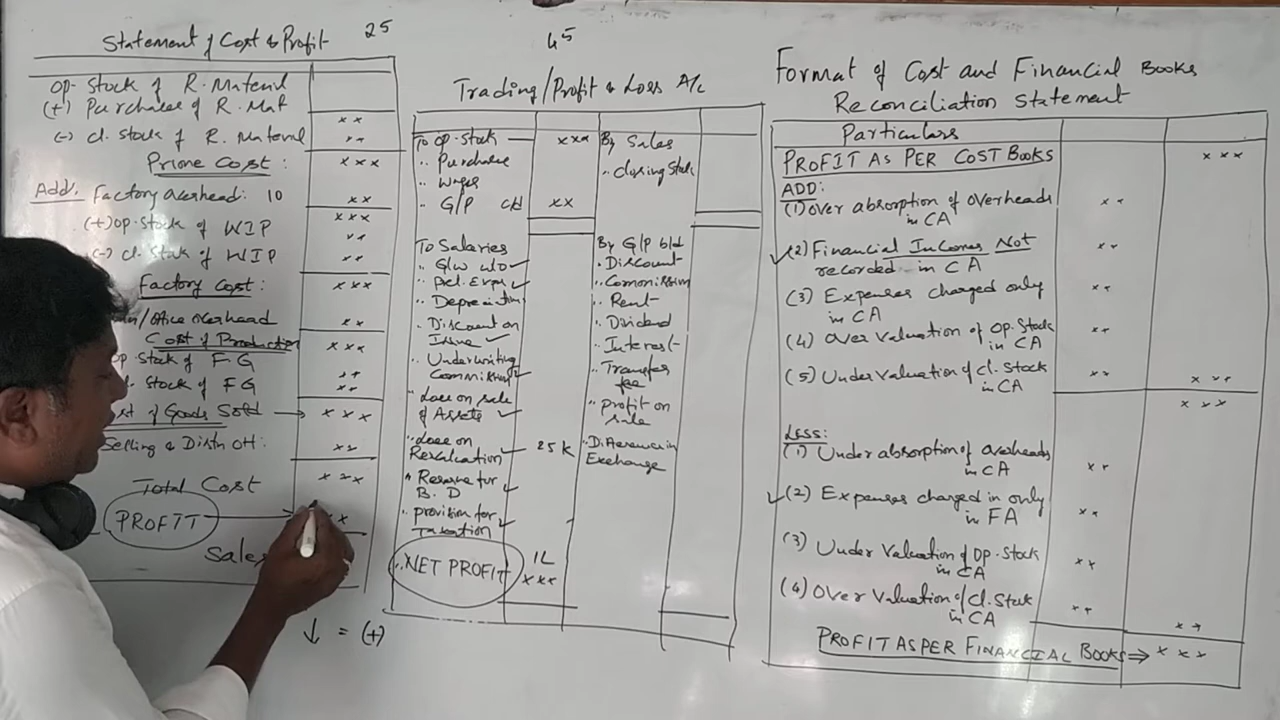 Statement of Cost & Profit
25
Op. Stock of R. Material
(+) Purchases of R. Mat
x x
(-) cl. Stock of R. Material
x x
Prime Cost :
x x x
Add. Factory overhead: 10
x x
x x x
(+) Op. Stock of WIP
x x
(-) cl. Stock of WIP
x x
Factory Cost :
x x x
/office overhead
x x
Cost of Production
x x x
Op Stock of F G
x x
. Stock of F G
x x
of Goods Sold
x x x
Selling & Distn OH:
x x
Total Cost
x x x
PROFIT
x x
Sales
↓ = (+)
45
Trading/Profit & Loss A/c
To Op. Stock
xxx
By Sales
" Purchase
" closing Stock
" wages
" G/P c/d
xx
To Salaries
By G/P b/d
" G/w w/o
" Discount
" Pel. Exps
" Commission
" Depreciation
" Rent
" Discount on
Issue
" Dividend
" Interest
" Underwriting
Commission
" Transfer
fee
" Loss on sale
of Assets
" Profit on
sale
" Loss on
Revaluation
25 K
" Difference in
Exchange
" Reserve for
B. D
" provision for
Taxation
" NET PROFIT
1L
xxx
Format of Cost and Financial Books
Reconciliation Statement
Particulars
PROFIT AS PER COST BOOKS
x x x
ADD:
(1) Over absorption of overheads
in CA
x x
(2) Financial Incomes Not
recorded in CA
x x
(3) Expenses charged only
in CA
x x
(4) Over Valuation of Op. Stock
in CA
x x
(5) Under Valuation of cl. Stock
in CA
x x
x x x
x x x
LESS:
(1) Under absorption of overheads
in CA
x x
(2) Expenses charged in only
in FA
x x
(3) Under Valuation of Op. Stock
in CA
x x
(4) Over Valuation of cl. Stock
in CA
x x
x x
PROFIT AS PER FINANCIAL BOOKS ⇒ x x x